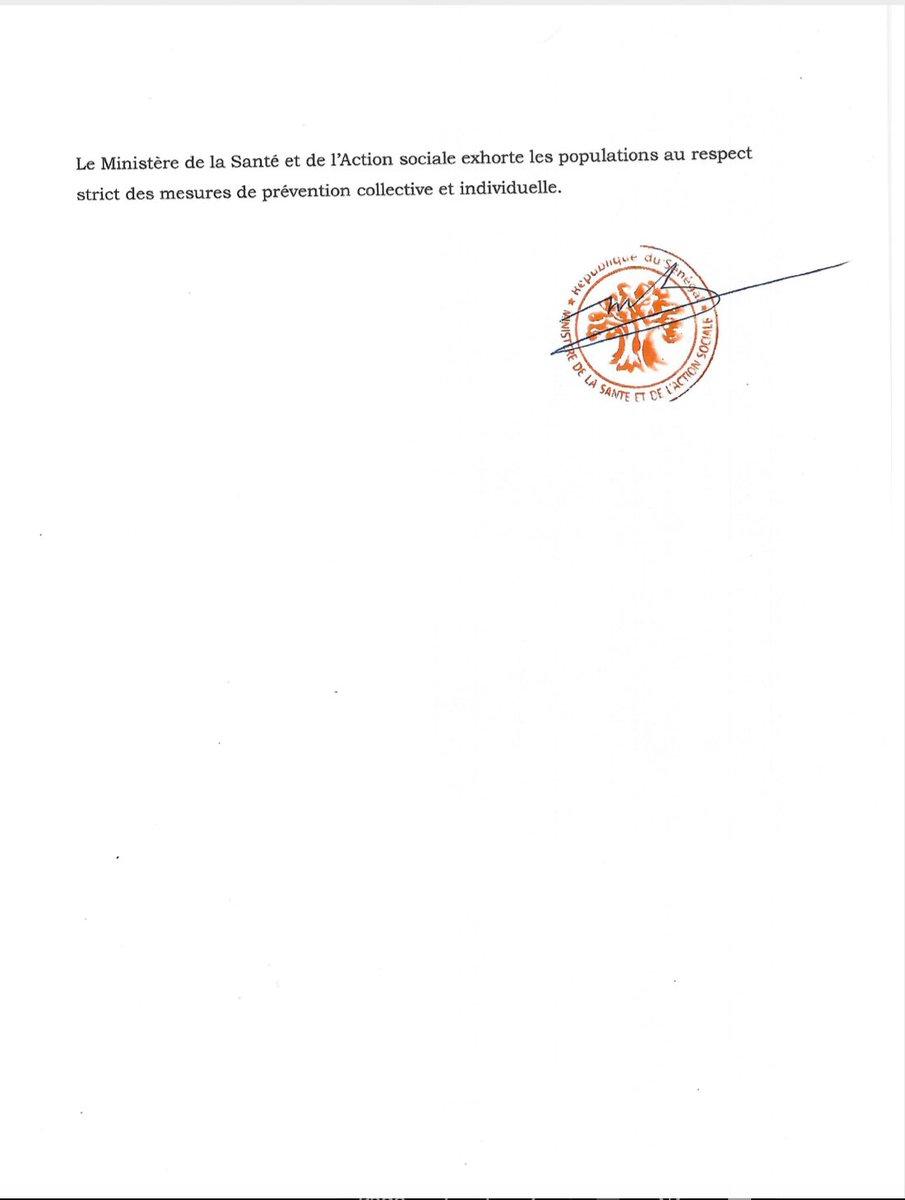 Le Ministère de la Santé et de l'Action sociale exhorte les populations au respect
strict des mesures de prévention collective et individuelle.
République du Sénégal
MINISTERE DE LA SANTE ET DE L'ACTION SOCIALE